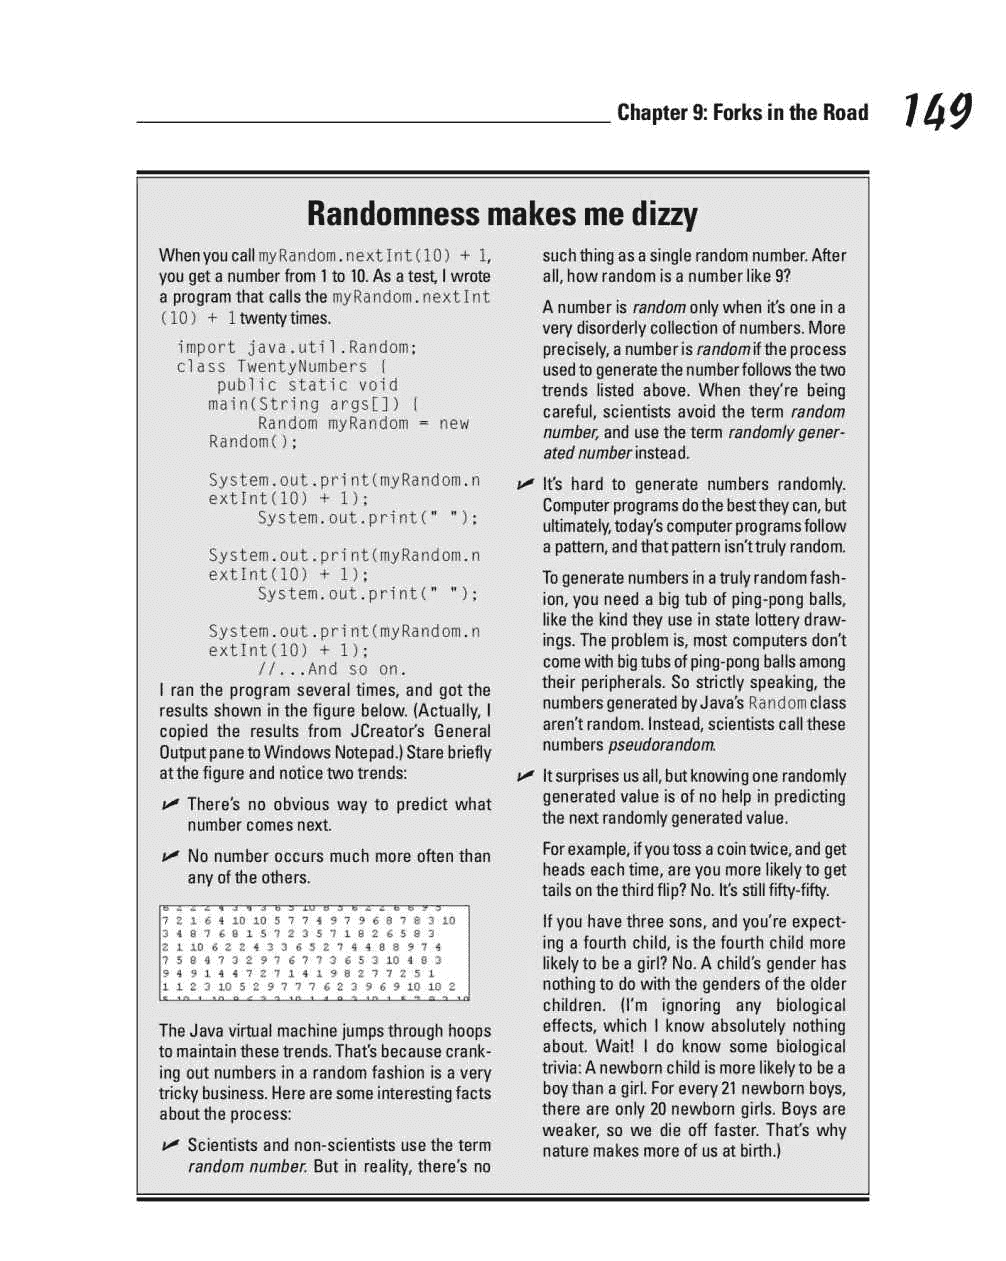 Chapter 9: Forks in the Road 149
Randomness makes me dizzy
When you call myRandom.nextInt(10) + 1,
you get a number from 1 to 10. As a test, I wrote
a program that calls the myRandom.nextInt
(10) + 1 twenty times.
import java.util.Random;
class TwentyNumbers {
public static void
main(String args[]) {
Random myRandom = new
Random();
System.out.print(myRandom.n
extInt(10) + 1);
System.out.print(" ");
System.out.print(myRandom.n
extInt(10) + 1);
System.out.print(" ");
System.out.print(myRandom.n
extInt(10) + 1);
//...And so on.
I ran the program several times, and got the
results shown in the figure below. (Actually, I
copied the results from JCreator's General
Output pane to Windows Notepad.) Stare briefly
at the figure and notice two trends:
✓ There's no obvious way to predict what
number comes next.
✓ No number occurs much more often than
any of the others.
7 2 1 6 4 10 10 5 7 7 4 9 7 9 6 8 7 8 3 10
3 4 8 7 6 8 1 5 7 2 3 5 7 1 8 2 6 5 8 3
2 1 10 6 2 2 4 3 3 6 5 2 7 4 4 8 8 9 7 4
7 5 8 4 7 3 2 9 7 6 7 7 3 6 5 3 10 4 8 3
9 4 9 1 4 4 7 2 7 1 4 1 9 8 2 7 7 2 5 1
1 1 2 3 10 5 2 9 7 7 7 6 2 3 9 6 9 10 10 2
The Java virtual machine jumps through hoops
to maintain these trends. That's because crank-
ing out numbers in a random fashion is a very
tricky business. Here are some interesting facts
about the process:
✓ Scientists and non-scientists use the term
random number. But in reality, there's no
such thing as a single random number. After
all, how random is a number like 9?
A number is random only when it's one in a
very disorderly collection of numbers. More
precisely, a number is random if the process
used to generate the number follows the two
trends listed above. When they're being
careful, scientists avoid the term random
number, and use the term randomly gener-
ated number instead.
✓ It's hard to generate numbers randomly.
Computer programs do the best they can, but
ultimately, today's computer programs follow
a pattern, and that pattern isn't truly random.
To generate numbers in a truly random fash-
ion, you need a big tub of ping-pong balls,
like the kind they use in state lottery draw-
ings. The problem is, most computers don't
come with big tubs of ping-pong balls among
their peripherals. So strictly speaking, the
numbers generated by Java's Random class
aren't random. Instead, scientists call these
numbers pseudorandom.
✓ It surprises us all, but knowing one randomly
generated value is of no help in predicting
the next randomly generated value.
For example, if you toss a coin twice, and get
heads each time, are you more likely to get
tails on the third flip? No. It's still fifty-fifty.
If you have three sons, and you're expect-
ing a fourth child, is the fourth child more
likely to be a girl? No. A child's gender has
nothing to do with the genders of the older
children. (I'm ignoring any biological
effects, which I know absolutely nothing
about. Wait! I do know some biological
trivia: A newborn child is more likely to be a
boy than a girl. For every 21 newborn boys,
there are only 20 newborn girls. Boys are
weaker, so we die off faster. That's why
nature makes more of us at birth.)